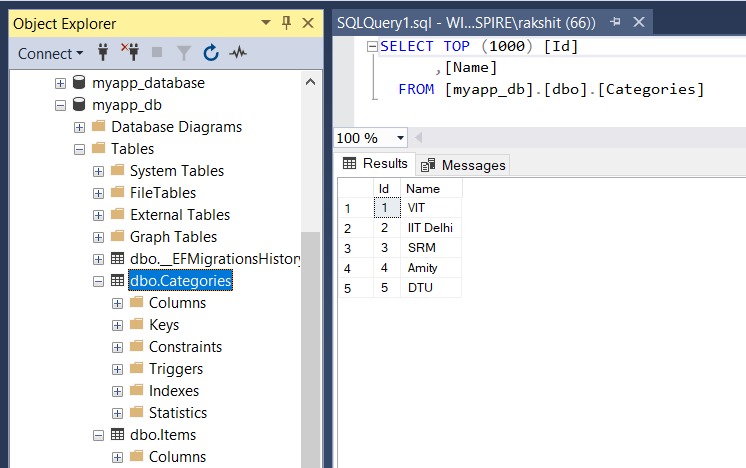 Object Explorer
Connect
myapp_database
myapp_db
Database Diagrams
Tables
System Tables
FileTables
External Tables
Graph Tables
dbo.__EFMigrationsHistory
dbo.Categories
Columns
Keys
Constraints
Triggers
Indexes
Statistics
dbo.Items
Columns
SQLQuery1.sql - WI...SPIRE\rakshit (66))
SELECT TOP (1000) [Id]
,[Name]
FROM [myapp_db].[dbo].[Categories]
100 %
Results Messages
Id Name
1 1 VIT
2 2 IIT Delhi
3 3 SRM
4 4 Amity
5 5 DTU